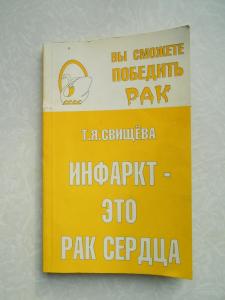 ВЫ СМОЖЕТЕ
ПОБЕДИТЬ
РАК
Т.Я.СВИЩЁВА
ИНФАРКТ -
ЭТО
РАК СЕРДЦА